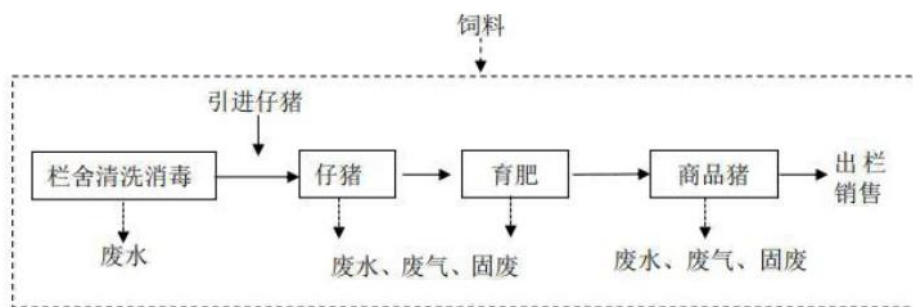 饲料
引进仔猪
栏舍清洗消毒
仔猪
育肥
商品猪
出栏
销售
废水
废水、废气、固废
废水、废气、固废